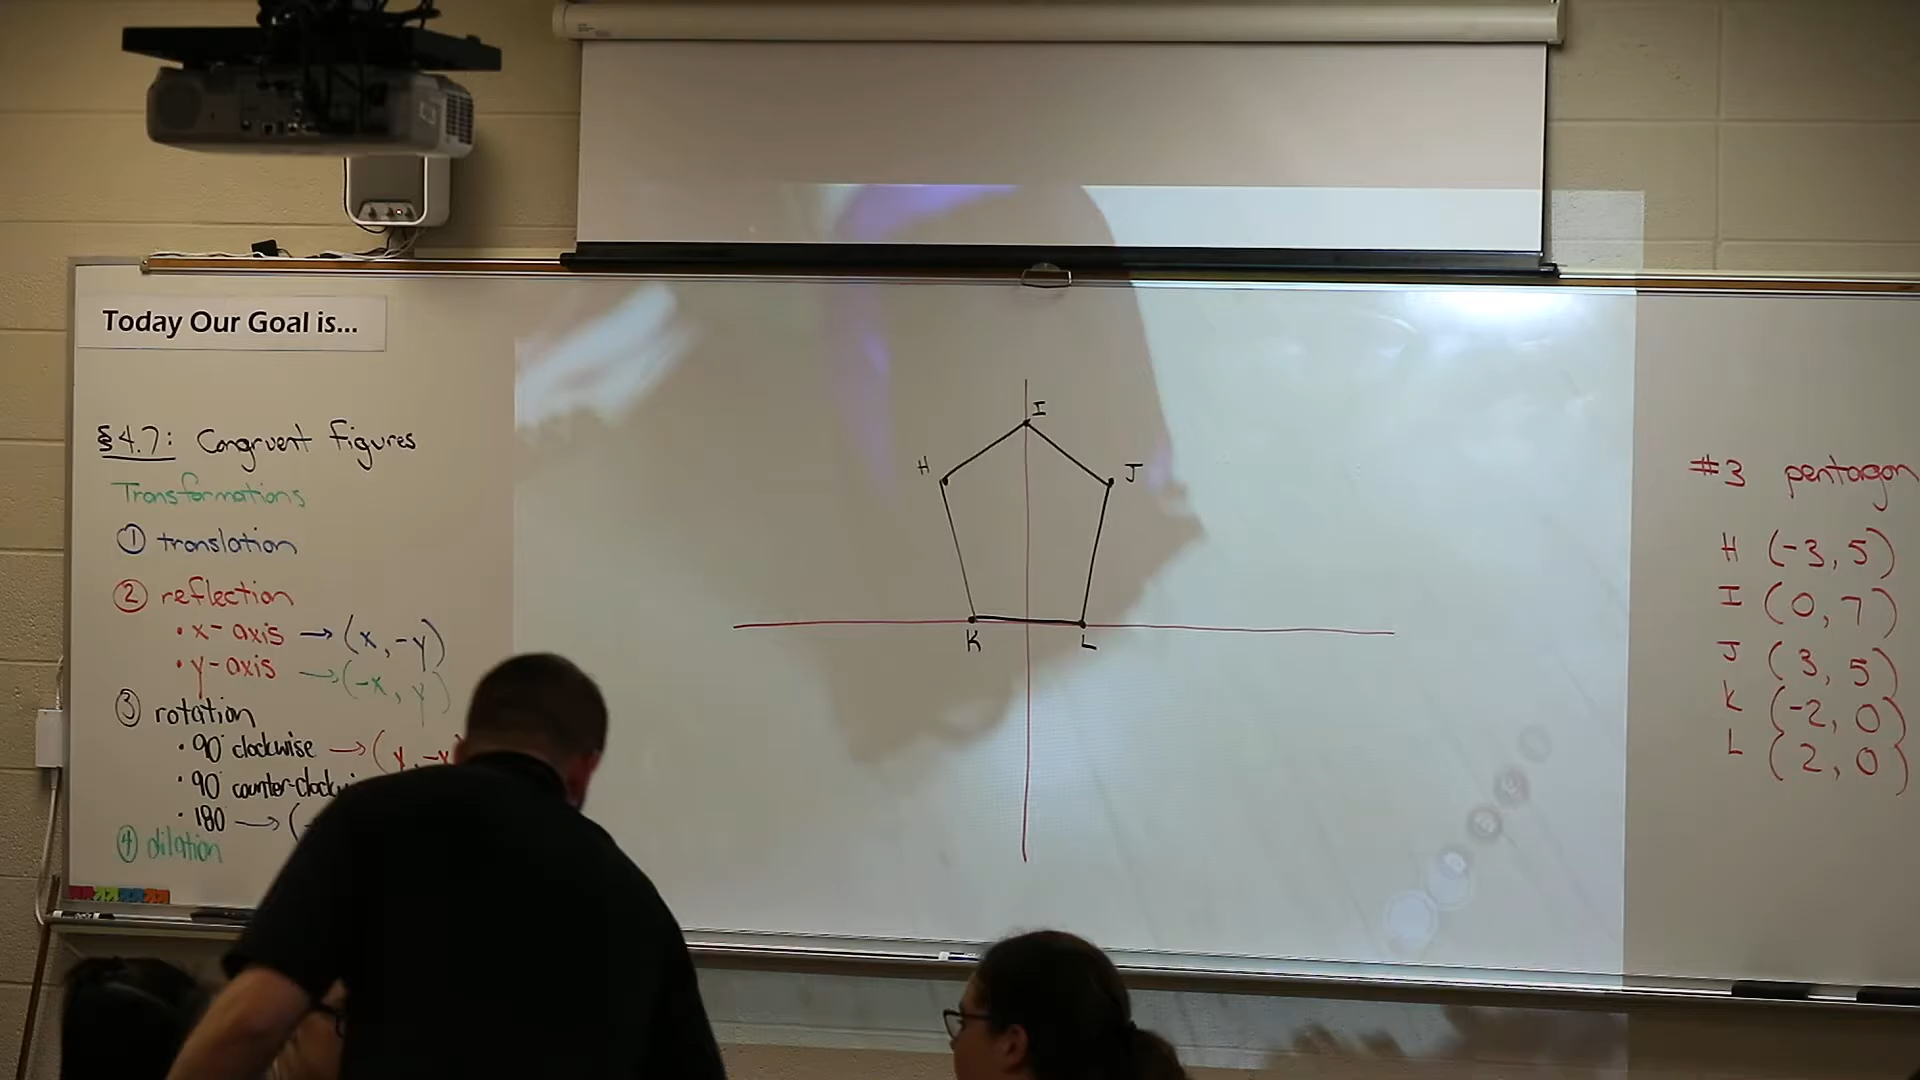 Today Our Goal is...
§4.7: Congruent Figures
Transformations
① translation
② reflection
• x-axis → (x, -y)
• y-axis → (-x, y)
③ rotation
• 90° clockwise → (y, -x
• 90° counter-clockwi
• 180 → (
④ dilation
I
H
J
K
L
#3 pentagon
H (-3, 5)
I (0, 7)
J (3, 5)
K (-2, 0)
L (2, 0)